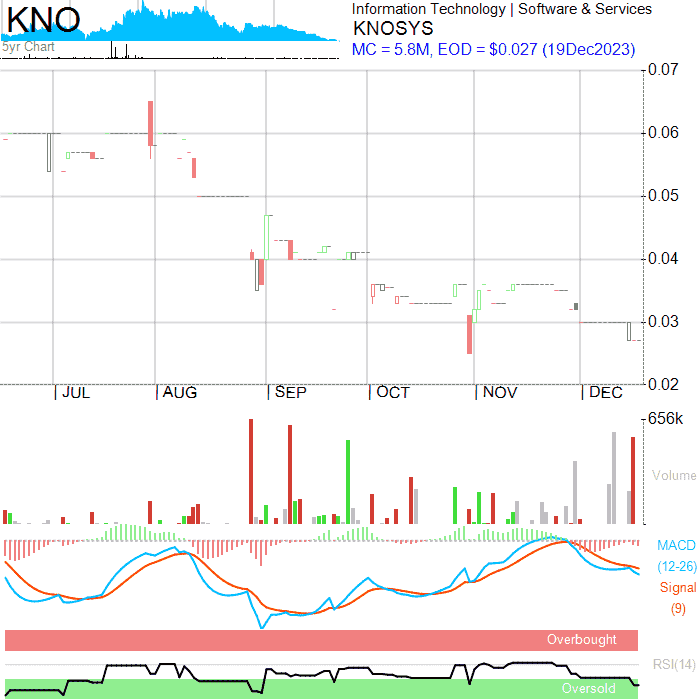 KNO
5yr Chart
Information Technology | Software & Services
KNOSYS
MC = 5.8M, EOD = $0.027 (19Dec2023)
0.07
0.06
0.05
0.04
0.03
0.02
JUL AUG SEP OCT NOV DEC
656k
Volume
MACD
(12-26)
Signal
(9)
Overbought
RSI(14)
Oversold